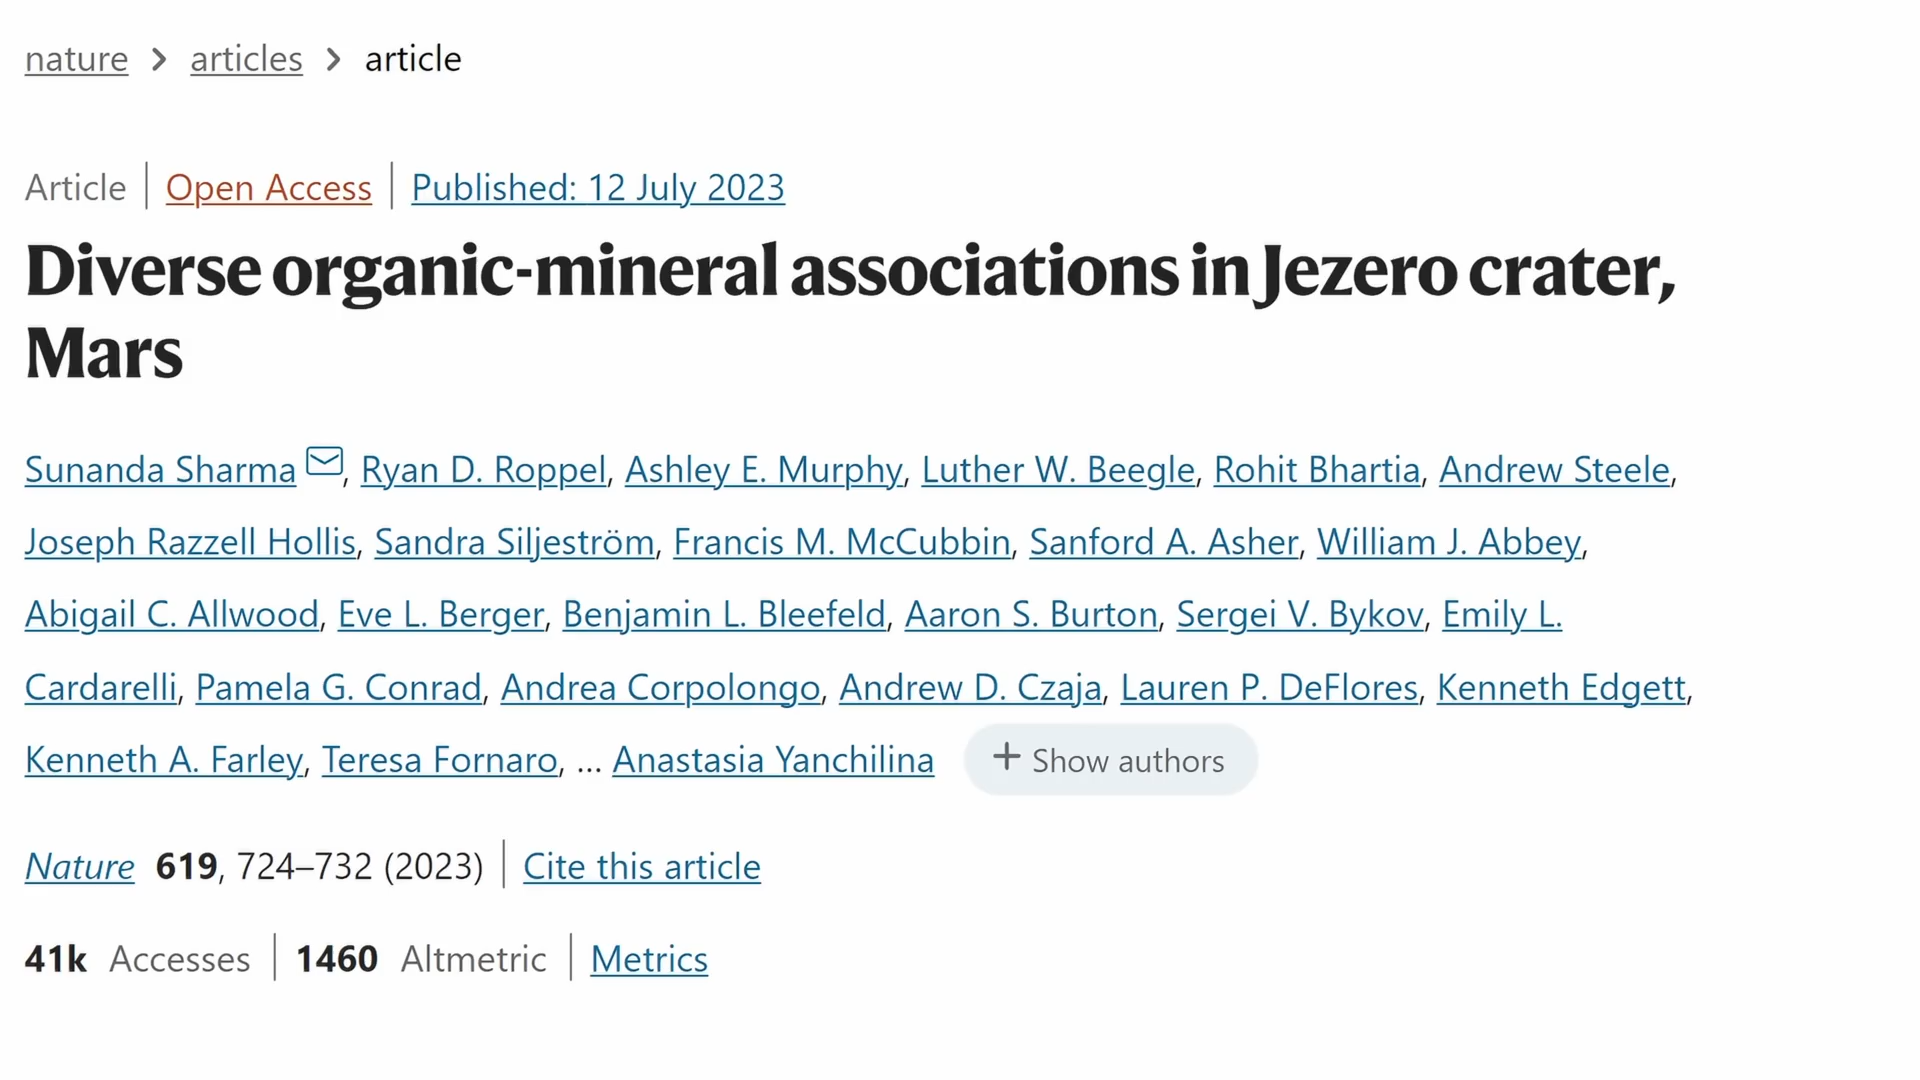 nature > articles > article
Article | Open Access | Published: 12 July 2023
Diverse organic-mineral associations in Jezero crater,
Mars
Sunanda Sharma, Ryan D. Roppel, Ashley E. Murphy, Luther W. Beegle, Rohit Bhartia, Andrew Steele,
Joseph Razzell Hollis, Sandra Siljeström, Francis M. McCubbin, Sanford A. Asher, William J. Abbey,
Abigail C. Allwood, Eve L. Berger, Benjamin L. Bleefeld, Aaron S. Burton, Sergei V. Bykov, Emily L.
Cardarelli, Pamela G. Conrad, Andrea Corpolongo, Andrew D. Czaja, Lauren P. DeFlores, Kenneth Edgett,
Kenneth A. Farley, Teresa Fornaro, ... Anastasia Yanchilina + Show authors
Nature 619, 724–732 (2023) | Cite this article
41k Accesses | 1460 Altmetric | Metrics